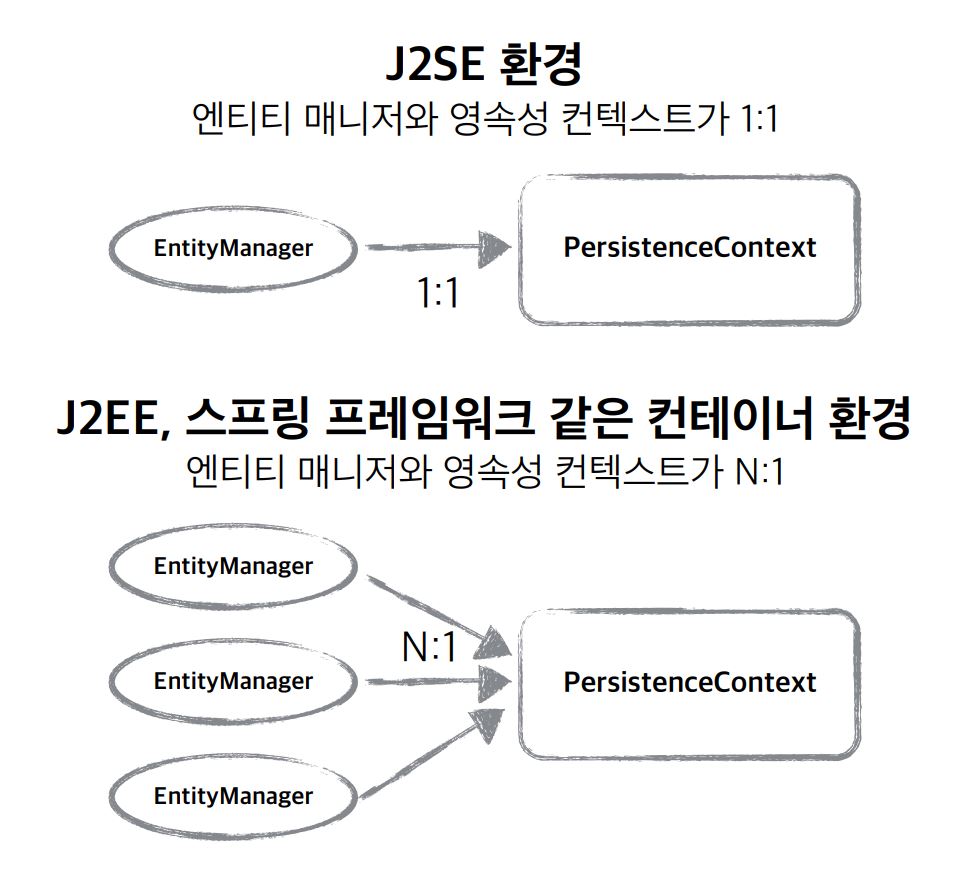 J2SE 환경
엔티티 매니저와 영속성 컨텍스트가 1:1
EntityManager
PersistenceContext
1:1
J2EE, 스프링 프레임워크 같은 컨테이너 환경
엔티티 매니저와 영속성 컨텍스트가 N:1
EntityManager
N:1
EntityManager
PersistenceContext
EntityManager